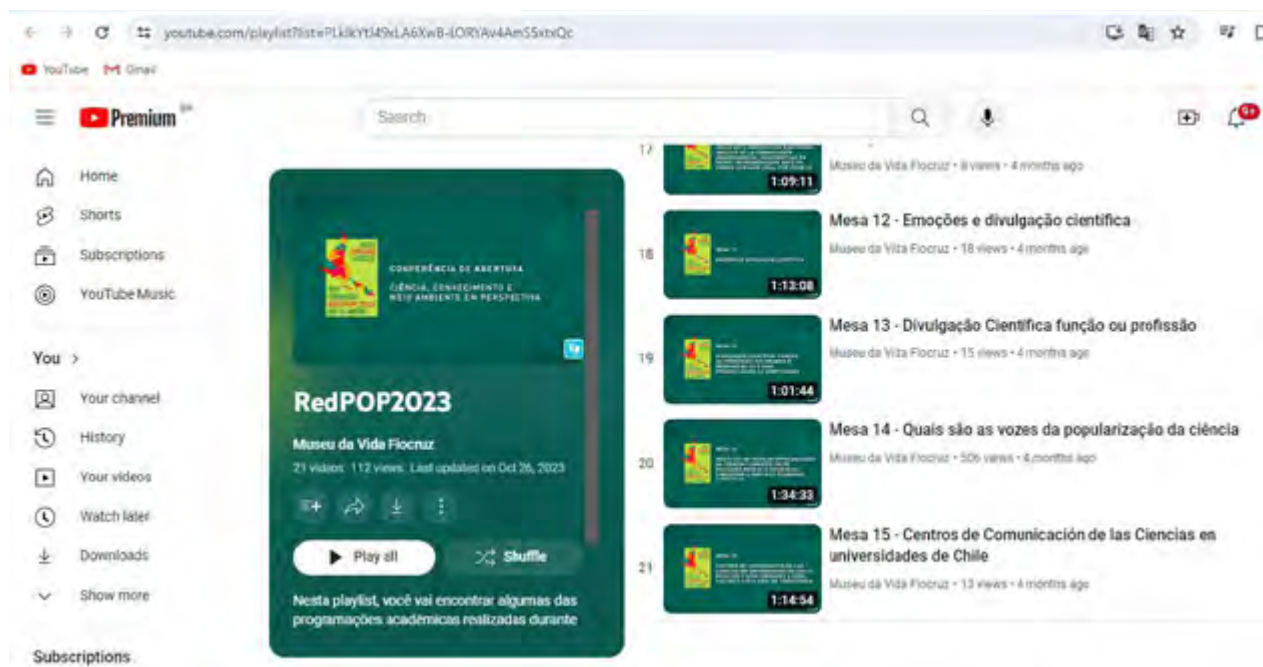 YouTube Gmail
Premium BR
Search
9+
Home
Shorts
Subscriptions
YouTube Music
You >
Your channel
History
Your videos
Watch later
Downloads
Show more
Subscriptions
CONFERÊNCIA DE ABERTURA
CIÊNCIA, CONHECIMENTO E
MEIO AMBIENTE EM PERSPECTIVA
RedPOP2023
Museu da Vida Fiocruz
21 videos 112 views Last updated on Oct 26, 2023
Play all
Shuffle
Nesta playlist, você vai encontrar algumas das
programações acadêmicas realizadas durante
17
1:09:11
Museu da Vida Fiocruz • 8 views • 4 months ago
18
1:13:08
Mesa 12 - Emoções e divulgação científica
Museu da Vida Fiocruz • 18 views • 4 months ago
19
1:01:44
Mesa 13 - Divulgação Científica função ou profissão
Museu da Vida Fiocruz • 15 views • 4 months ago
20
1:34:33
Mesa 14 - Quais são as vozes da popularização da ciência
Museu da Vida Fiocruz • 506 views • 4 months ago
21
1:14:54
Mesa 15 - Centros de Comunicación de las Ciencias en
universidades de Chile
Museu da Vida Fiocruz • 13 views • 4 months ago